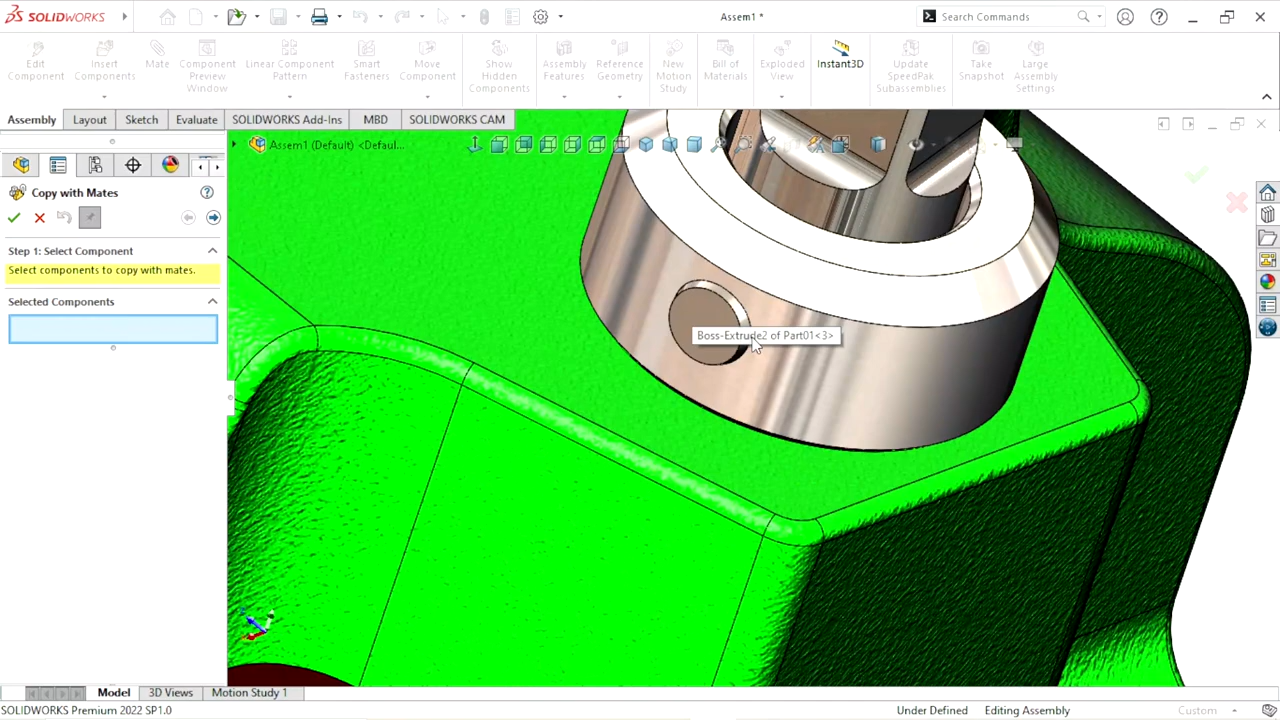 SOLIDWORKS
Assem1 *
Search Commands
Edit Component
Insert Components
Mate
Component Preview Window
Linear Component Pattern
Smart Fasteners
Move Component
Show Hidden Components
Assembly Features
Reference Geometry
New Motion Study
Bill of Materials
Exploded View
Instant3D
Update SpeedPak Subassemblies
Take Snapshot
Large Assembly Settings
Assembly
Layout
Sketch
Evaluate
SOLIDWORKS Add-Ins
MBD
SOLIDWORKS CAM
Assem1 (Default) <Defaul...
Copy with Mates
Step 1: Select Component
Select components to copy with mates.
Selected Components
Boss-Extrude2 of Part01<3>
Model
3D Views
Motion Study 1
SOLIDWORKS Premium 2022 SP1.0
Under Defined
Editing Assembly
Custom